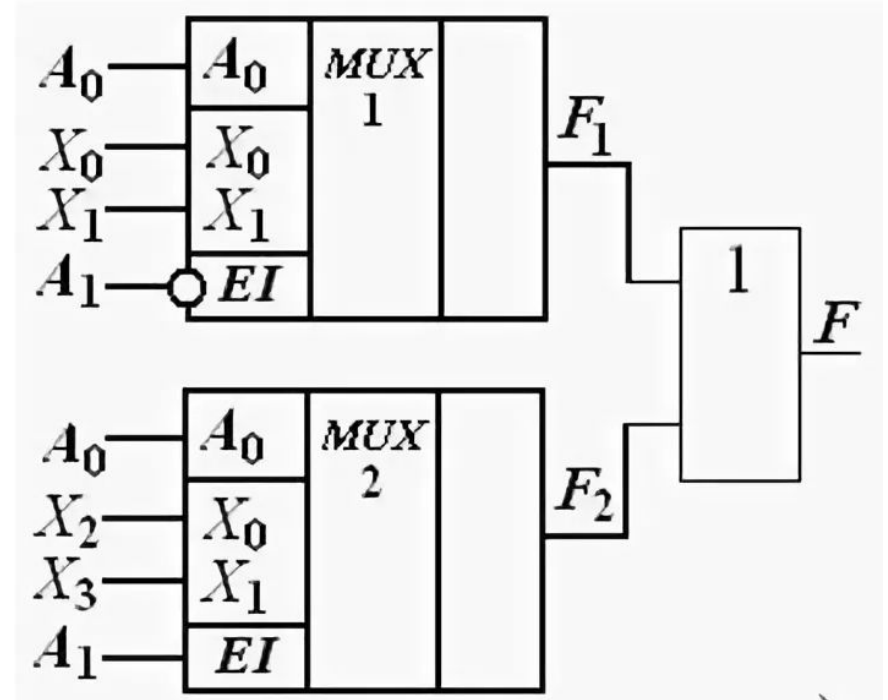 A₀ A₀ MUX
1
X₀ X₀
X₁ X₁
A₁ EI
F₁
1
F
A₀ A₀ MUX
2
X₂ X₀
X₃ X₁
A₁ EI
F₂